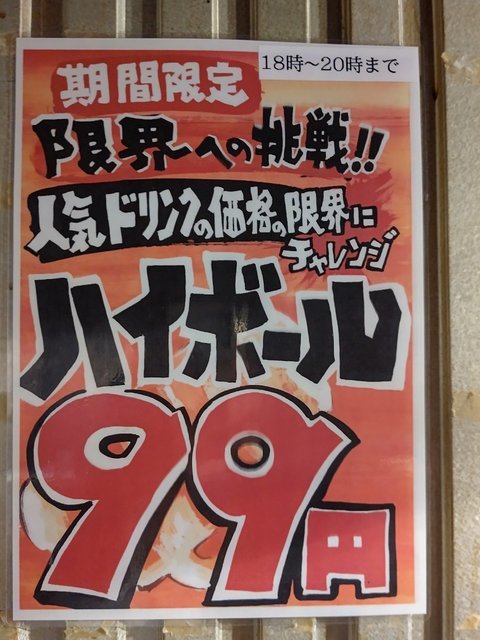 18時～20時まで
期間限定
限界への挑戦!!
人気ドリンクの価格の限界に
チャレンジ
ハイボール
99円